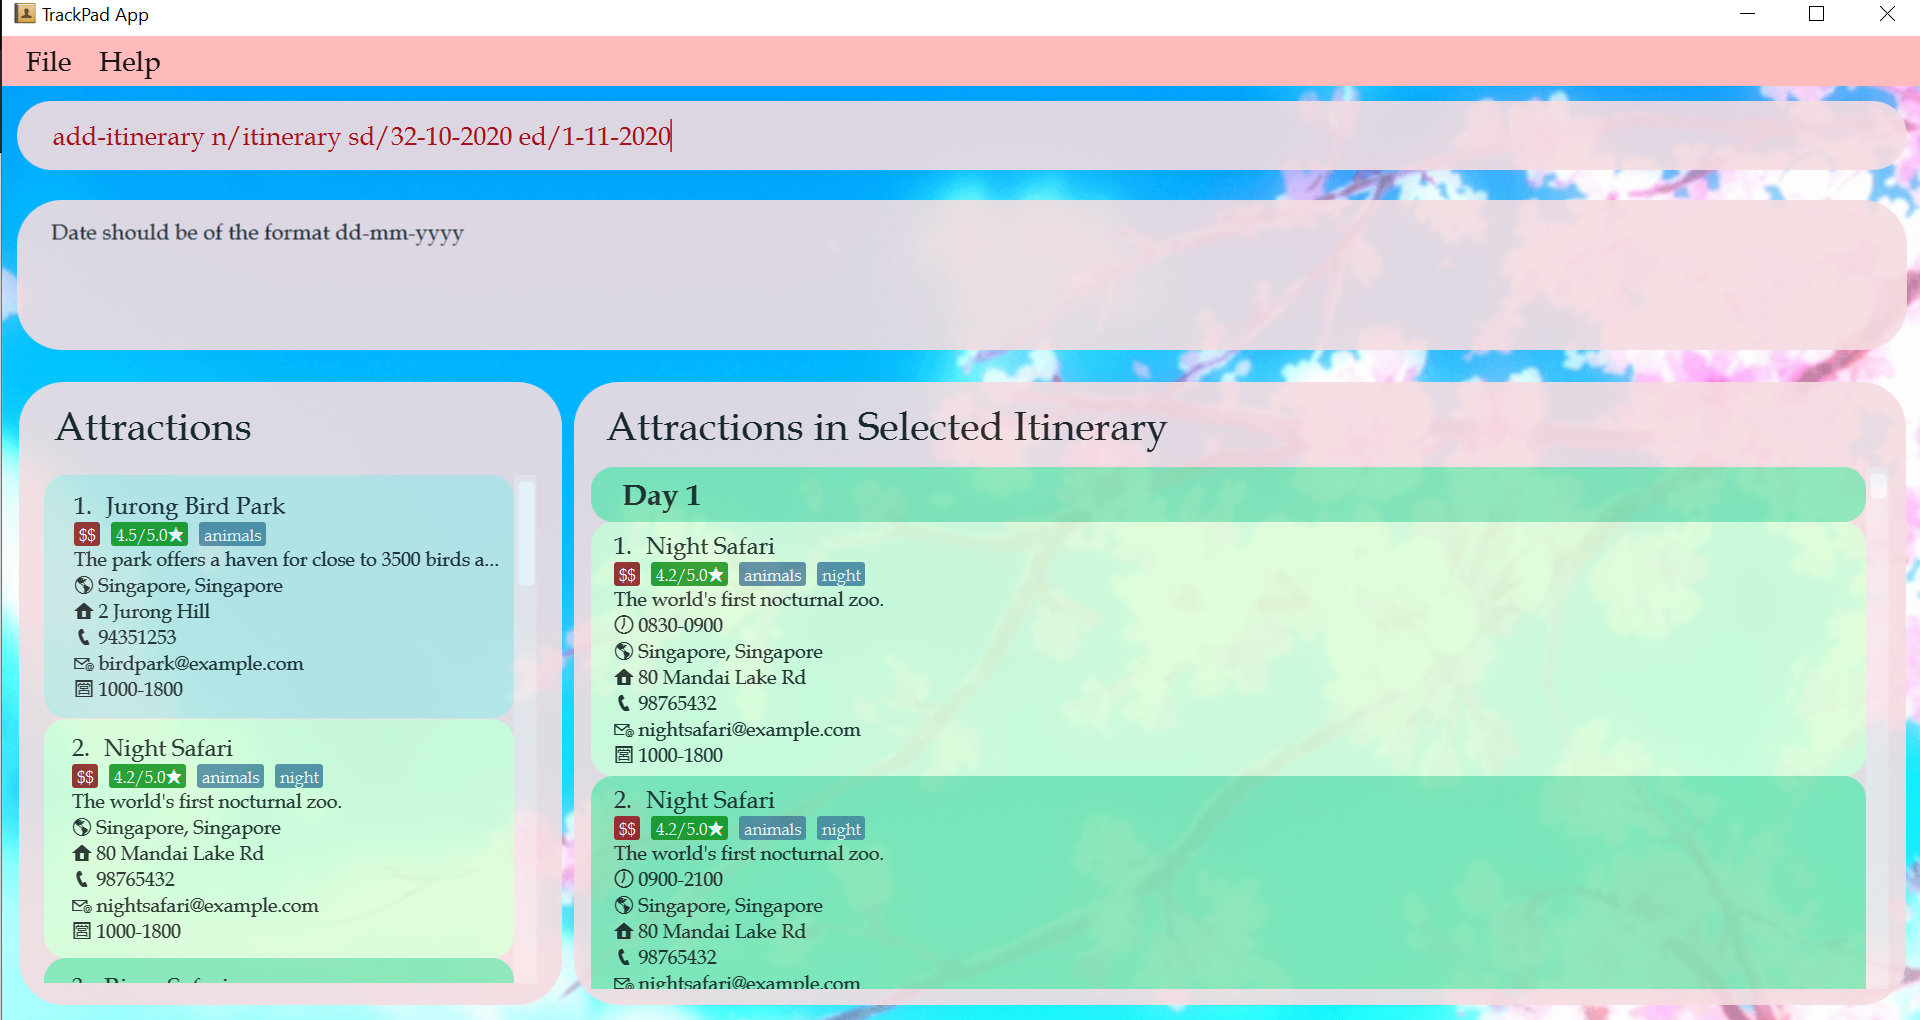 TrackPad App
File Help
add-itinerary n/itinerary sd/32-10-2020 ed/1-11-2020
Date should be of the format dd-mm-yyyy
Attractions
1. Jurong Bird Park
$$ 4.5/5.0★ animals
The park offers a haven for close to 3500 birds a...
Singapore, Singapore
2 Jurong Hill
94351253
birdpark@example.com
1000-1800
2. Night Safari
$$ 4.2/5.0★ animals night
The world's first nocturnal zoo.
Singapore, Singapore
80 Mandai Lake Rd
98765432
nightsafari@example.com
1000-1800
Attractions in Selected Itinerary
Day 1
1. Night Safari
$$ 4.2/5.0★ animals night
The world's first nocturnal zoo.
0830-0900
Singapore, Singapore
80 Mandai Lake Rd
98765432
nightsafari@example.com
1000-1800
2. Night Safari
$$ 4.2/5.0★ animals night
The world's first nocturnal zoo.
0900-2100
Singapore, Singapore
80 Mandai Lake Rd
98765432
nightsafari@example.com